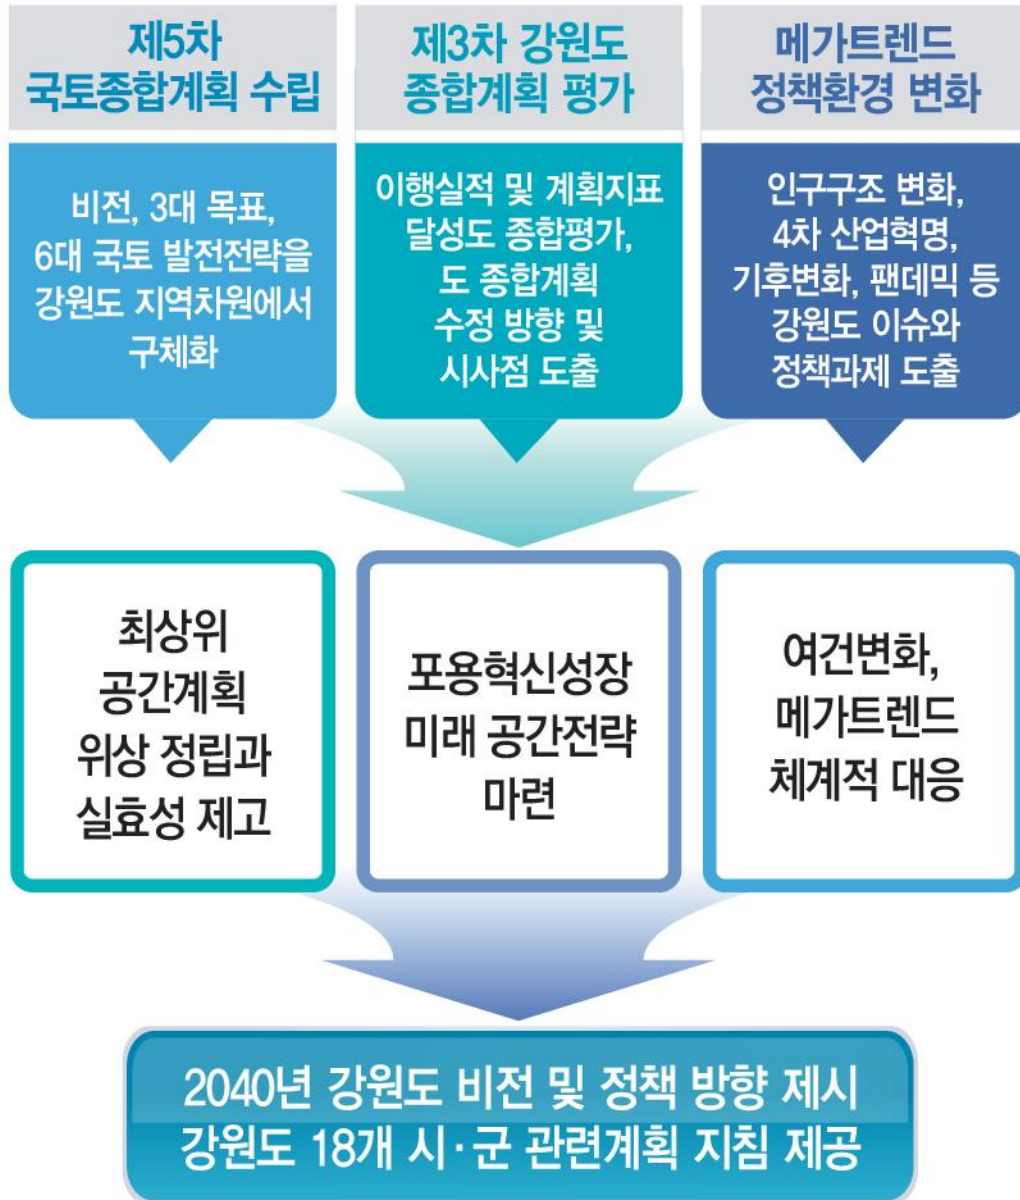 제5차
국토종합계획 수립
비전, 3대 목표,
6대 국토 발전전략을
강원도 지역차원에서
구체화
제3차 강원도
종합계획 평가
이행실적 및 계획지표
달성도 종합평가,
도 종합계획
수정 방향 및
시사점 도출
메가트렌드
정책환경 변화
인구구조 변화,
4차 산업혁명,
기후변화, 팬데믹 등
강원도 이슈와
정책과제 도출
최상위
공간계획
위상 정립과
실효성 제고
포용혁신성장
미래 공간전략
마련
여건변화,
메가트렌드
체계적 대응
2040년 강원도 비전 및 정책 방향 제시
강원도 18개 시·군 관련계획 지침 제공